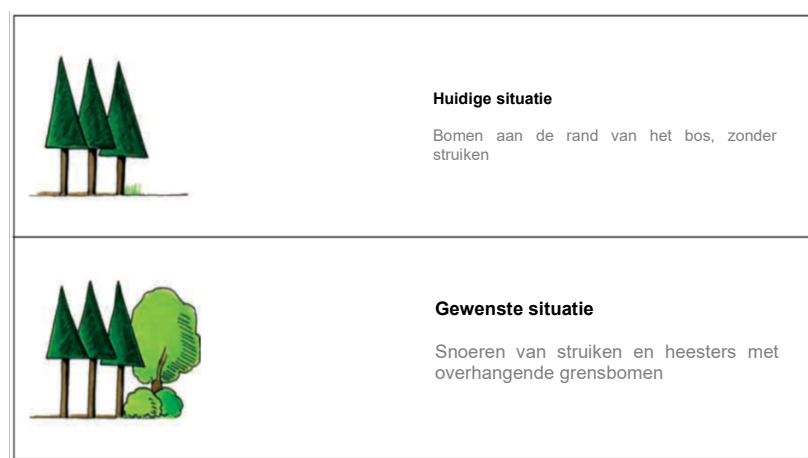 Huidige situatie
Bomen aan de rand van het bos, zonder
struiken
Gewenste situatie
Snoeren van struiken en heesters met
overhangende grensbomen